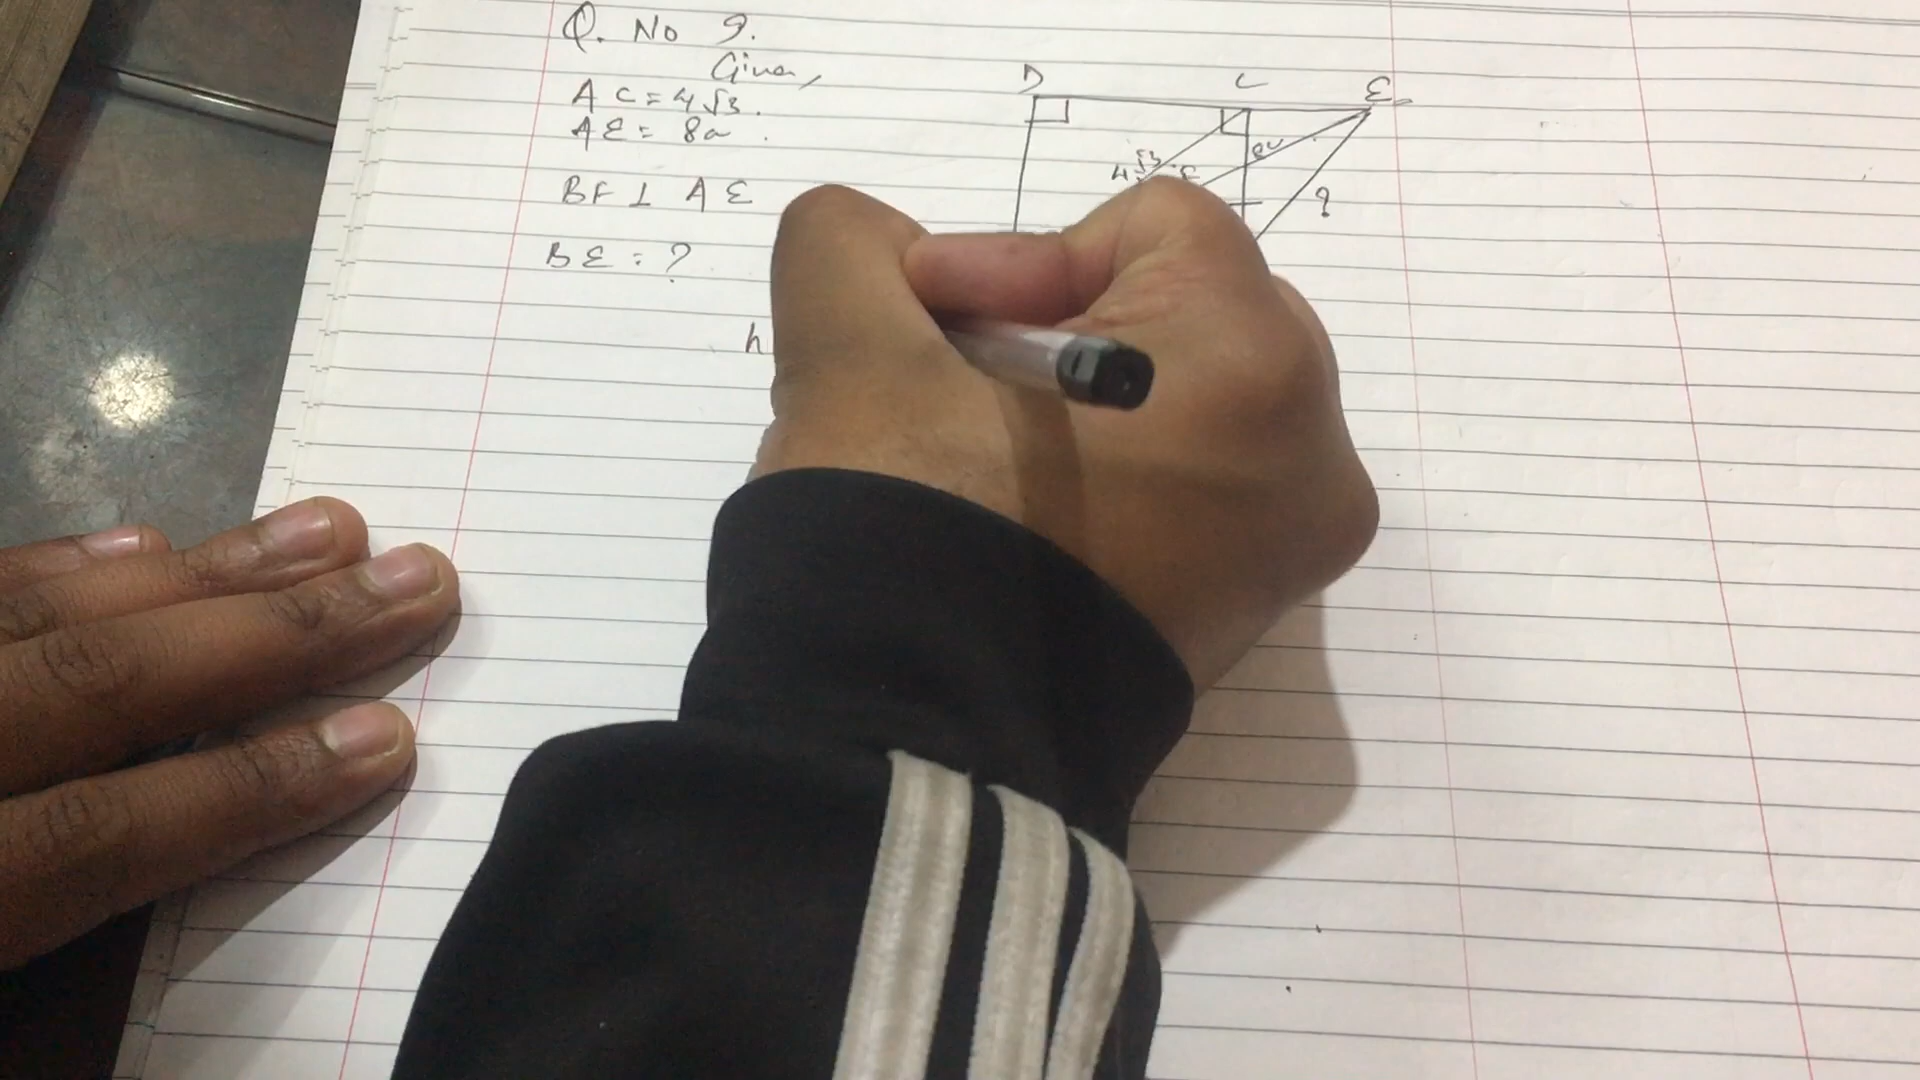 Q. No 9.
Given,
AC = 4√3.
AE = 8a.
BF ⊥ AE
BE = ?
h
D C E
4√3
F
?